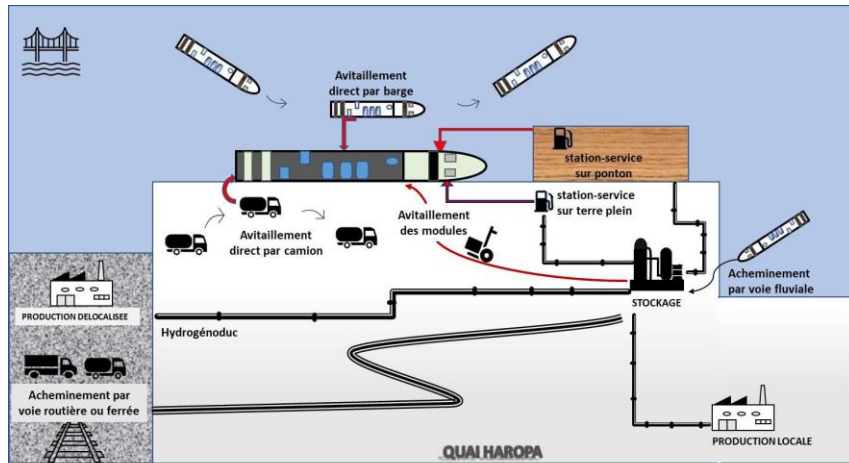 Avitaillement
direct par barge
station-service
sur ponton
station-service
sur terre plein
Avitaillement
des modules
Avitaillement
direct par camion
Acheminement
par voie fluviale
STOCKAGE
PRODUCTION DELOCALISEE
Hydrogénoduc
Acheminement par
voie routière ou ferrée
PRODUCTION LOCALE
QUAI HAROPA